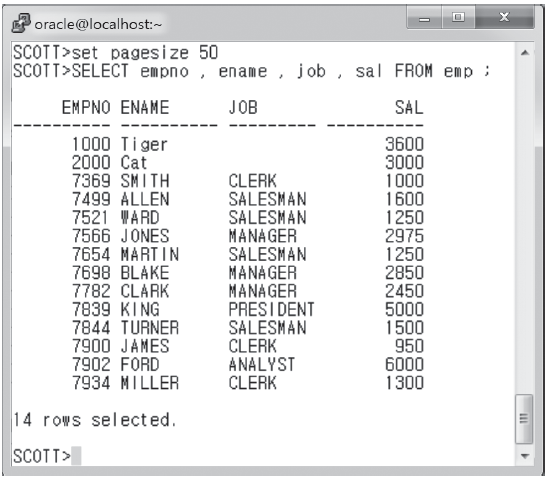 oracle@localhost:~
SCOTT>set pagesize 50
SCOTT>SELECT empno , ename , job , sal FROM emp ;
EMPNO ENAME JOB SAL
---------- ---------- --------- ----------
1000 Tiger 3600
2000 Cat 3000
7369 SMITH CLERK 1000
7499 ALLEN SALESMAN 1600
7521 WARD SALESMAN 1250
7566 JONES MANAGER 2975
7654 MARTIN SALESMAN 1250
7698 BLAKE MANAGER 2850
7782 CLARK MANAGER 2450
7839 KING PRESIDENT 5000
7844 TURNER SALESMAN 1500
7900 JAMES CLERK 950
7902 FORD ANALYST 6000
7934 MILLER CLERK 1300
14 rows selected.
SCOTT>